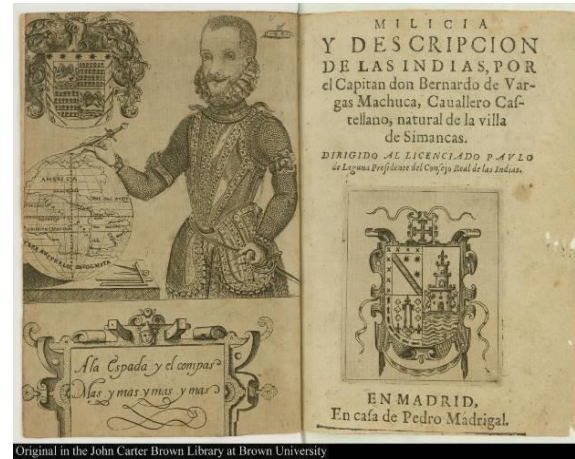 AMERICA
A la Espada y el compas
Mas y mas y mas y mas
MILICIA
Y DESCRIPCION
DE LAS INDIAS, POR
el Capitan don Bernardo de Var-
gas Machuca, Cauallero Caſ-
tellano, natural de la villa
de Simancas.
DIRIGIDO AL LICENCIADO PAVLO
de Laguna Preſidente del Conſejo Real de las Indias.
EN MADRID,
En caſa de Pedro Madrigal.
Original in the John Carter Brown Library at Brown University